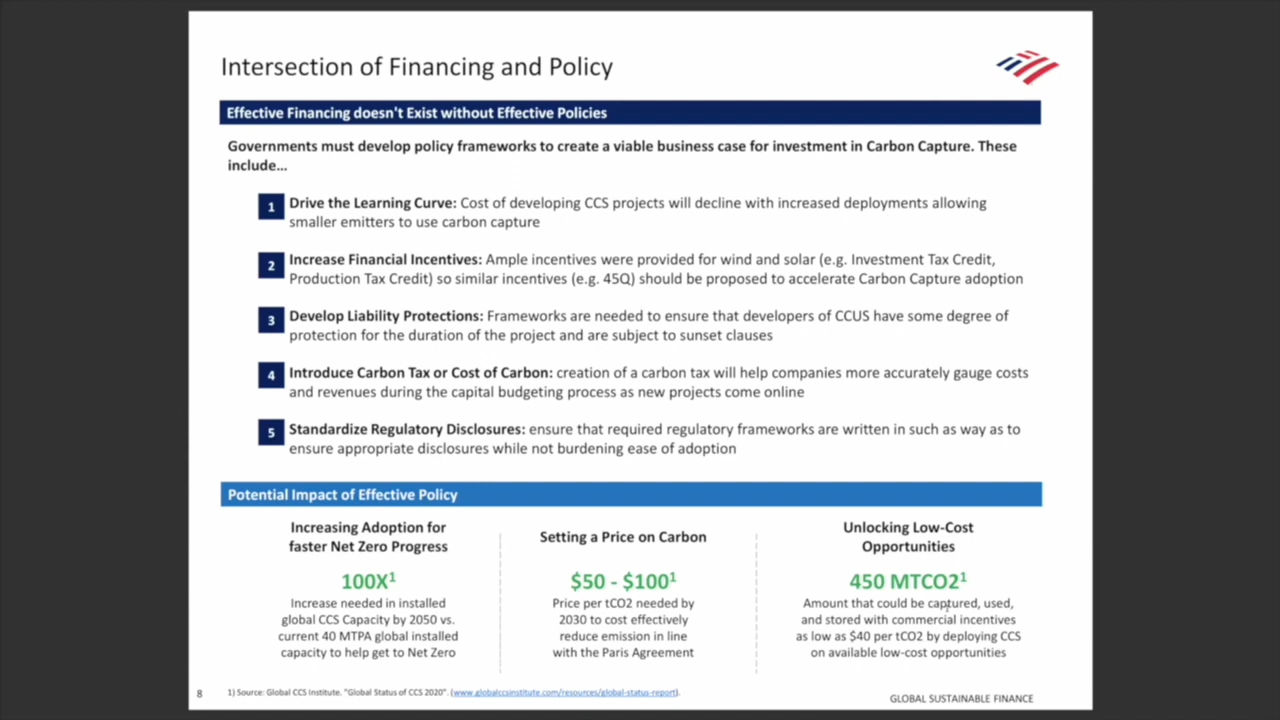 Intersection of Financing and Policy
Effective Financing doesn't Exist without Effective Policies
Governments must develop policy frameworks to create a viable business case for investment in Carbon Capture. These
include…
1 Drive the Learning Curve: Cost of developing CCS projects will decline with increased deployments allowing
smaller emitters to use carbon capture
2 Increase Financial Incentives: Ample incentives were provided for wind and solar (e.g. Investment Tax Credit,
Production Tax Credit) so similar incentives (e.g. 45Q) should be proposed to accelerate Carbon Capture adoption
3 Develop Liability Protections: Frameworks are needed to ensure that developers of CCUS have some degree of
protection for the duration of the project and are subject to sunset clauses
4 Introduce Carbon Tax or Cost of Carbon: creation of a carbon tax will help companies more accurately gauge costs
and revenues during the capital budgeting process as new projects come online
5 Standardize Regulatory Disclosures: ensure that required regulatory frameworks are written in such as way as to
ensure appropriate disclosures while not burdening ease of adoption
Potential Impact of Effective Policy
Increasing Adoption for
faster Net Zero Progress
100X1
Increase needed in installed
global CCS Capacity by 2050 vs.
current 40 MTPA global installed
capacity to help get to Net Zero
Setting a Price on Carbon
$50 - $1001
Price per tCO2 needed by
2030 to cost effectively
reduce emission in line
with the Paris Agreement
Unlocking Low-Cost
Opportunities
450 MTCO21
Amount that could be captured, used,
and stored with commercial incentives
as low as $40 per tCO2 by deploying CCS
on available low-cost opportunities
8
1) Source: Global CCS Institute. "Global Status of CCS 2020". (www.globalccsinstitute.com/resources/global-status-report).
GLOBAL SUSTAINABLE FINANCE